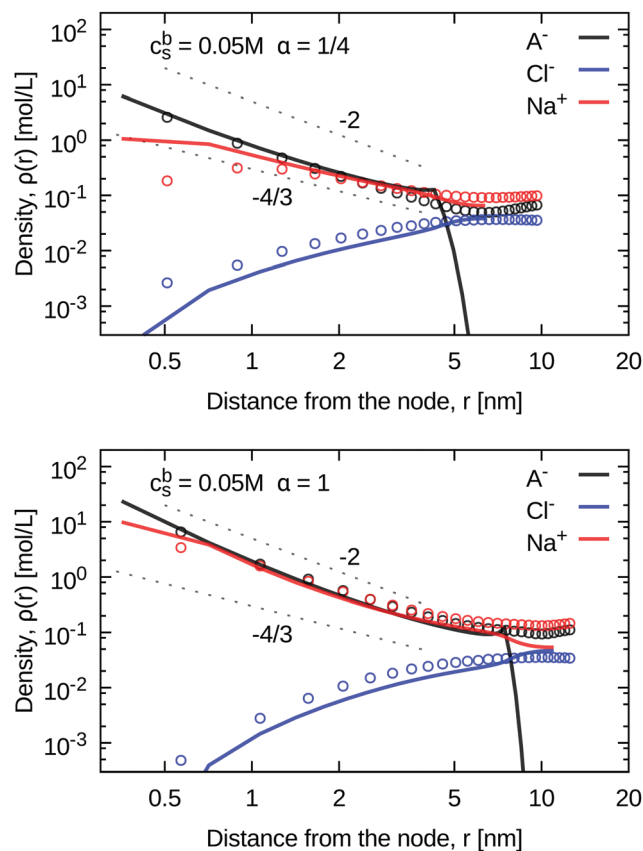 10² c_s^b = 0.05M α = 1/4 A⁻
10¹ Cl⁻
Na⁺
10⁰ -2
10⁻¹
-4/3
10⁻²
10⁻³
Density, ρ(r) [mol/L]
0.5 1 2 5 10 20
Distance from the node, r [nm]
10² c_s^b = 0.05M α = 1 A⁻
10¹ Cl⁻
Na⁺
-2
10⁰
10⁻¹
-4/3
10⁻²
10⁻³
Density, ρ(r) [mol/L]
0.5 1 2 5 10 20
Distance from the node, r [nm]